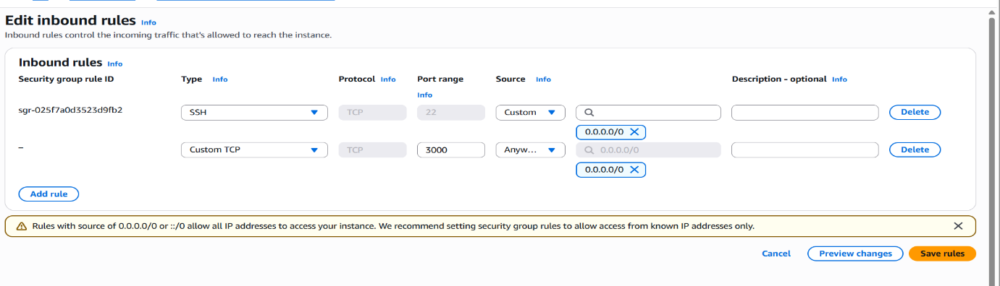 Edit inbound rules Info
Inbound rules control the incoming traffic that's allowed to reach the instance.
Inbound rules Info
Security group rule ID Type Info Protocol Info Port range Info Source Info Description - optional Info
sgr-025f7a0d3523d9fb2 SSH TCP 22 Custom Delete
0.0.0.0/0
– Custom TCP TCP 3000 Anyw... 0.0.0.0/0 Delete
0.0.0.0/0
Add rule
Rules with source of 0.0.0.0/0 or ::/0 allow all IP addresses to access your instance. We recommend setting security group rules to allow access from known IP addresses only.
Cancel Preview changes Save rules